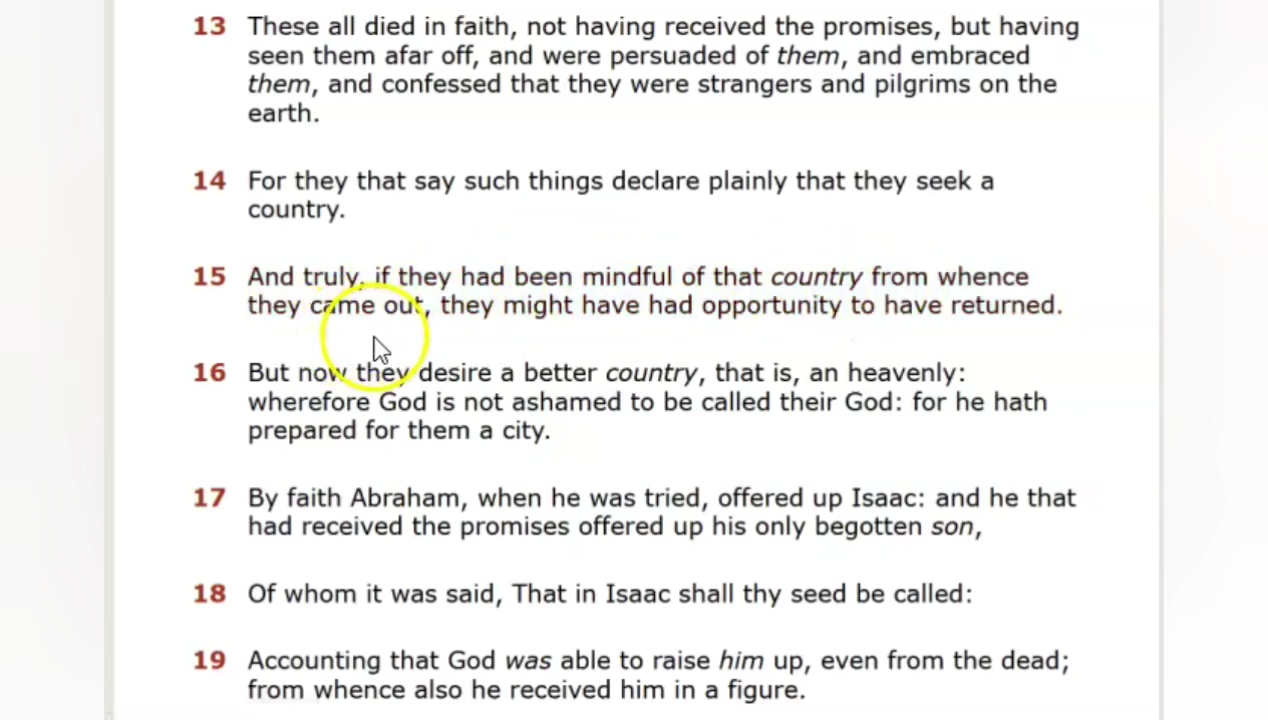 13 These all died in faith, not having received the promises, but having
seen them afar off, and were persuaded of them, and embraced
them, and confessed that they were strangers and pilgrims on the
earth.
14 For they that say such things declare plainly that they seek a
country.
15 And truly, if they had been mindful of that country from whence
they came out, they might have had opportunity to have returned.
16 But now they desire a better country, that is, an heavenly:
wherefore God is not ashamed to be called their God: for he hath
prepared for them a city.
17 By faith Abraham, when he was tried, offered up Isaac: and he that
had received the promises offered up his only begotten son,
18 Of whom it was said, That in Isaac shall thy seed be called:
19 Accounting that God was able to raise him up, even from the dead;
from whence also he received him in a figure.